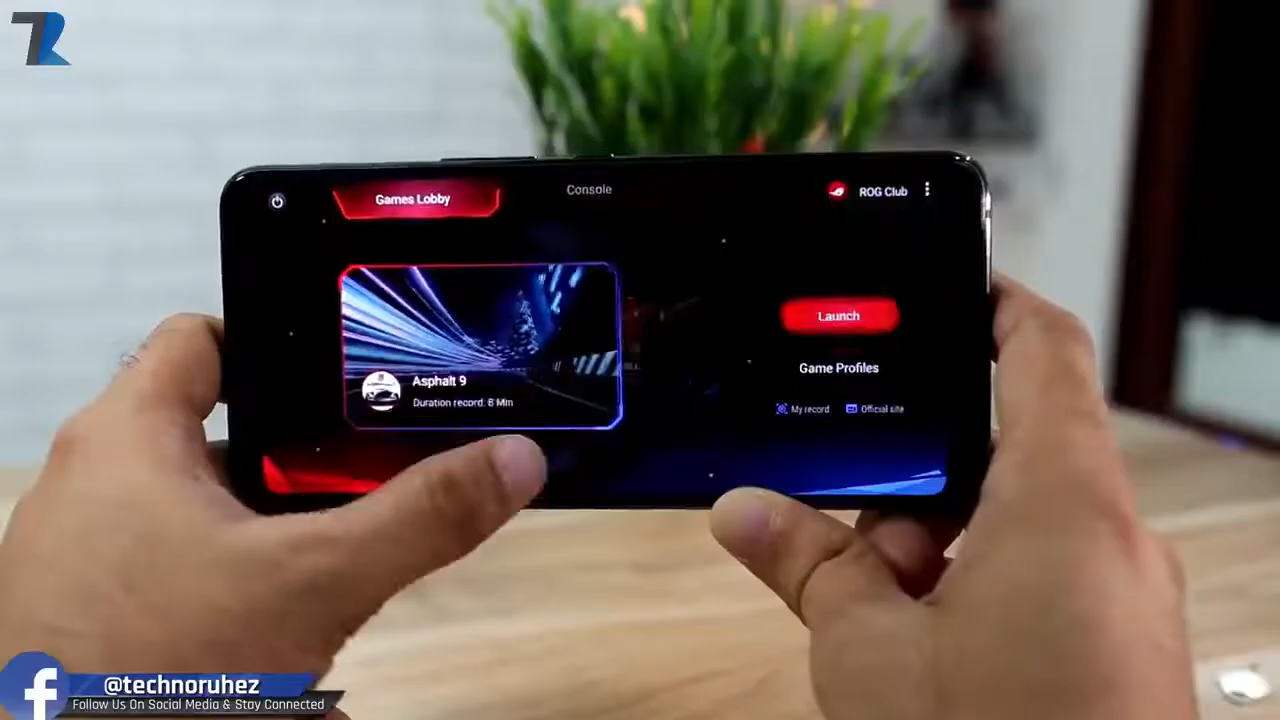 Games Lobby
Console
ROG Club
Launch
Game Profiles
Asphalt 9
Duration record: 6 Min
My record
Official site
@technoruhez
Follow Us On Social Media & Stay Connected